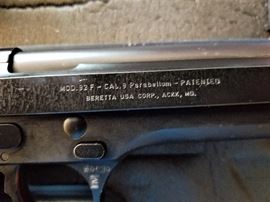 MOD. 92 F - CAL. 9 Parabellum - PATENTED
BERETTA USA CORP., ACKK, MD.